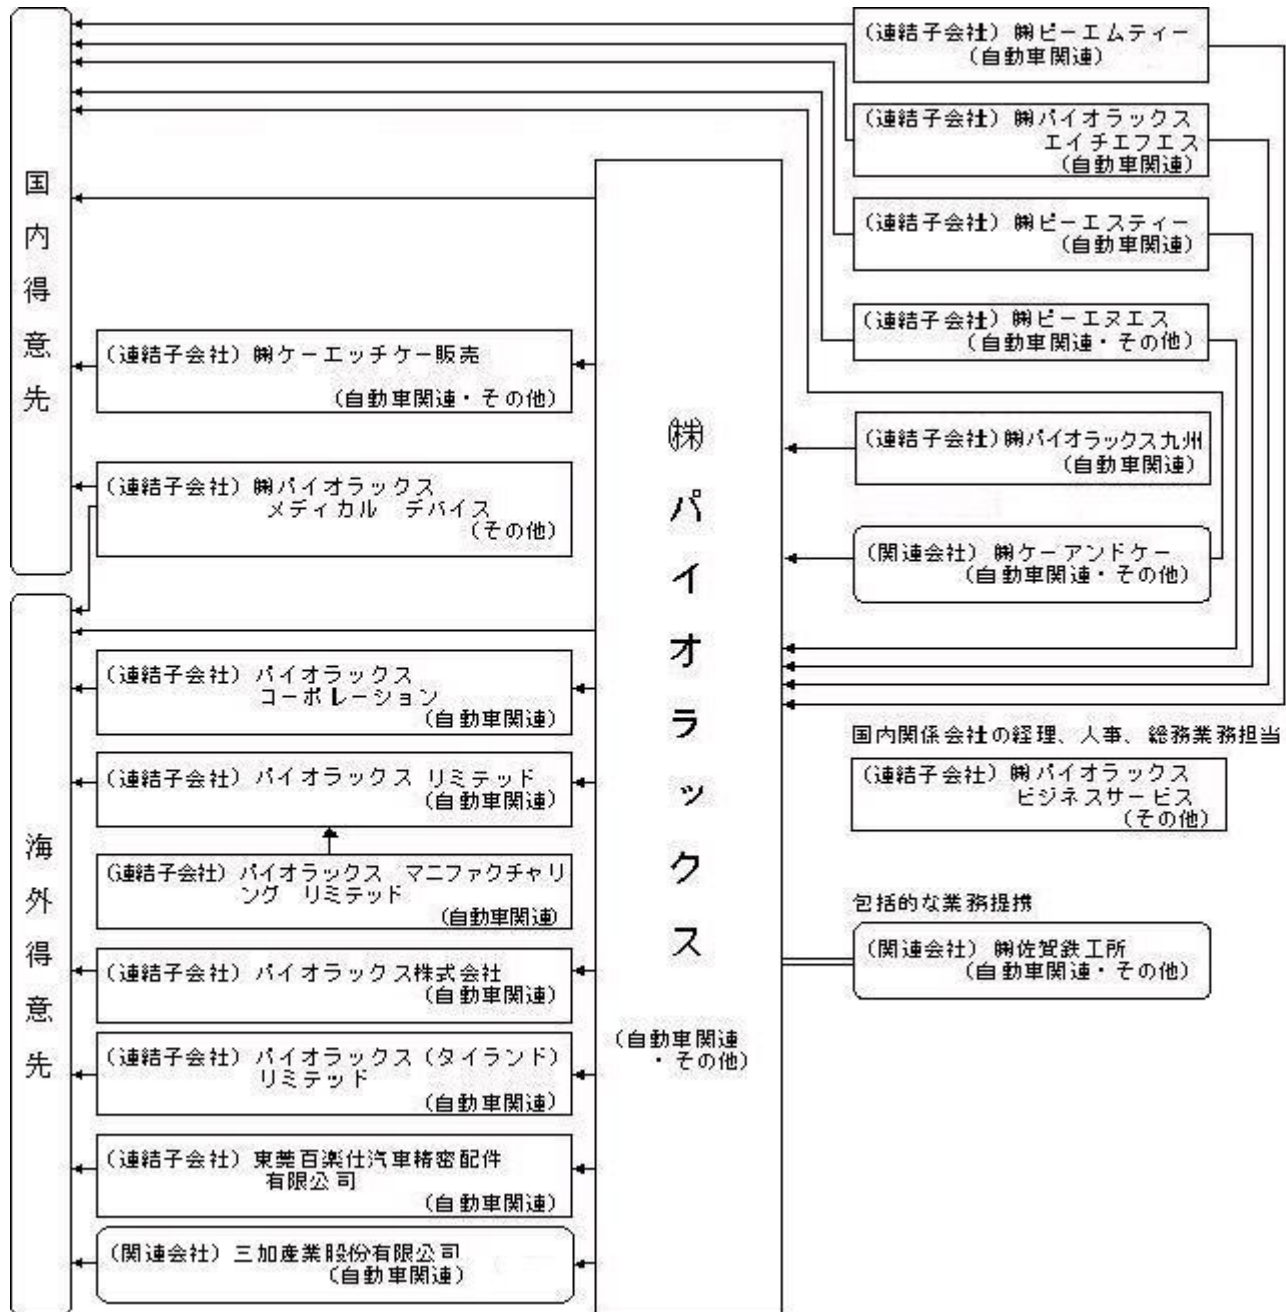 国内得意先
海外得意先
(連結子会社) ㈱ケーエッチケー販売
(自動車関連・その他)
(連結子会社) ㈱パイオラックス
メディカル デバイス
(その他)
(連結子会社) パイオラックス
コーポレーション
(自動車関連)
(連結子会社) パイオラックス リミテッド
(自動車関連)
(連結子会社) パイオラックス マニファクチャリ
ング リミテッド
(自動車関連)
(連結子会社) パイオラックス株式会社
(自動車関連)
(連結子会社) パイオラックス (タイランド)
リミテッド
(自動車関連)
(連結子会社) 東莞百楽仕汽車精密配件
有限公司
(自動車関連)
(関連会社) 三加産業股份有限公司
(自動車関連)
㈱パイオラックス
(自動車関連
・その他)
(連結子会社) ㈱ピーエムティー
(自動車関連)
(連結子会社) ㈱パイオラックス
エイチエフエス
(自動車関連)
(連結子会社) ㈱ピーエスティー
(自動車関連)
(連結子会社) ㈱ピーエヌエス
(自動車関連・その他)
(連結子会社) ㈱パイオラックス九州
(自動車関連)
(関連会社) ㈱ケーアンドケー
(自動車関連・その他)
国内関係会社の経理、人事、総務業務担当
(連結子会社) ㈱パイオラックス
ビジネスサービス
(その他)
包括的な業務提携
(関連会社) ㈱佐賀鉄工所
(自動車関連・その他)